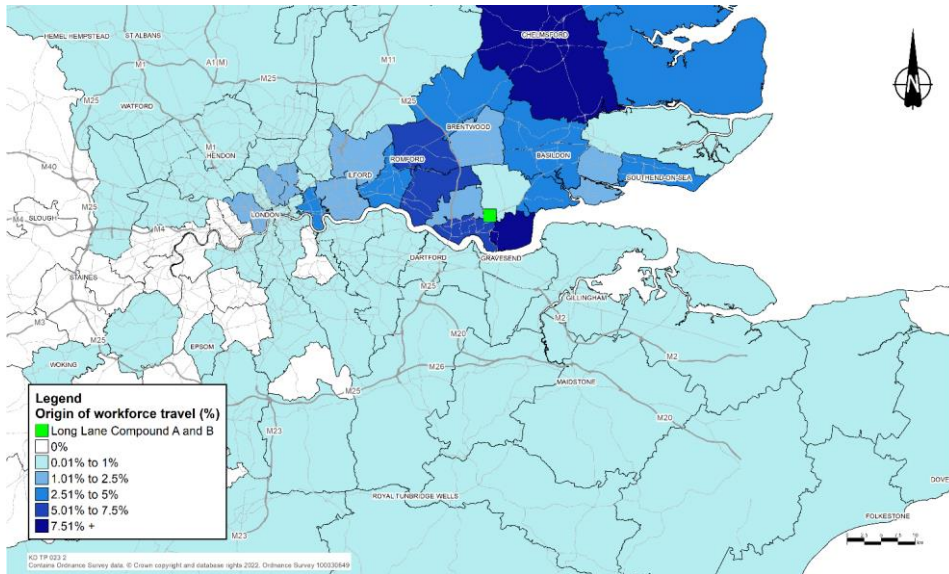 CHELMSFORD
HEMEL HEMPSTEAD
ST ALBANS
M1
A1(M)
M11
M25
M25
M25
WATFORD
BRENTWOOD
M1
HENDON
ROMFORD
M40
ILFORD
BASILDON
SOUTHEND-ON-SEA
M25
SLOUGH
M4
M4
LONDON
STAINES
DARTFORD
GRAVESEND
M25
GILLINGHAM
M3
M2
M25
EPSOM
M20
M2
WOKING
M26
M25
MAIDSTONE
M20
M23
ROYAL TUNBRIDGE WELLS
M23
DOVE
FOLKESTONE
N
Legend
Origin of workforce travel (%)
Long Lane Compound A and B
0%
0.01% to 1%
1.01% to 2.5%
2.51% to 5%
5.01% to 7.5%
7.51% +
KD TP 023 2
Contains Ordnance Survey data. © Crown copyright and database rights 2022. Ordnance Survey 100030649